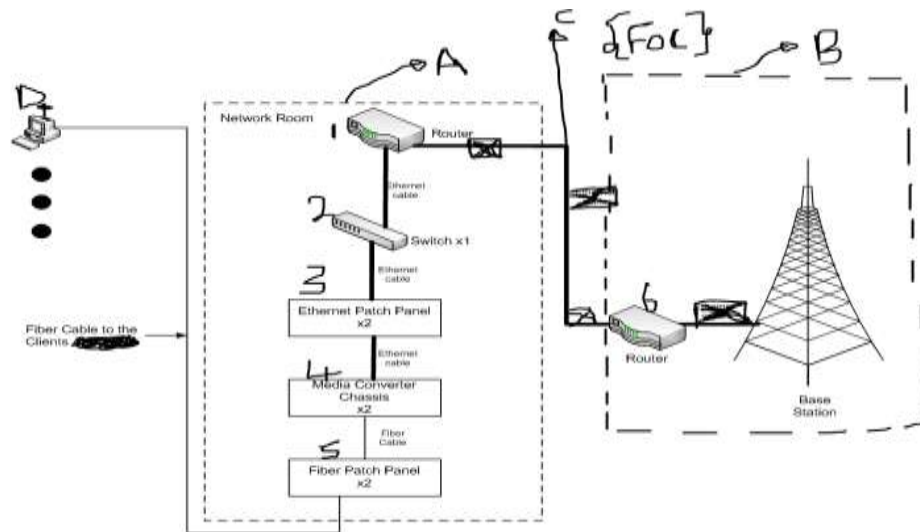 C
{FOC}
A
B
D
Network Room
1
Router
Ethernet
cable
2
Switch x1
Ethernet
cable
3
Ethernet Patch Panel
x2
Ethernet
cable
4
Media Converter
Chassis
x2
Fiber
Cable
5
Fiber Patch Panel
x2
Fiber Cable to the
Clients
6
Router
Base
Station